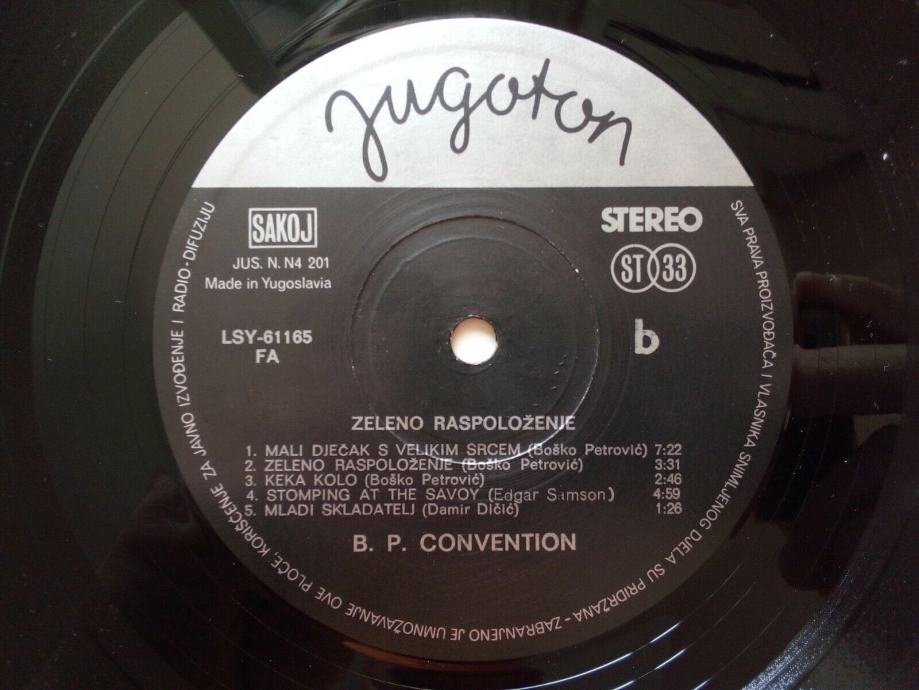 jugoton
SAKOJ
JUS. N. N4 201
Made in Yugoslavia
STEREO
ST 33
LSY-61165
FA
b
ZELENO RASPOLOŽENJE
1. MALI DJEČAK S VELIKIM SRCEM (Boško Petrović) 7:22
2. ZELENO RASPOLOŽENJE (Boško Petrović) 3:31
3. KEKA KOLO (Boško Petrović) 2:46
4. STOMPING AT THE SAVOY (Edgar Samson) 4:59
5. MLADI SKLADATELJ (Damir Dičić) 1:26
B. P. CONVENTION
SVA PRAVA PROIZVOĐAČA I VLASNIKA SNIMLJENOG DJELA SU PRIDRŽANA - ZABRANJENO JE UMNOŽAVANJE OVE PLOČE, KORIŠĆENJE ZA JAVNO IZVOĐENJE I RADIO-DIFUZIJU